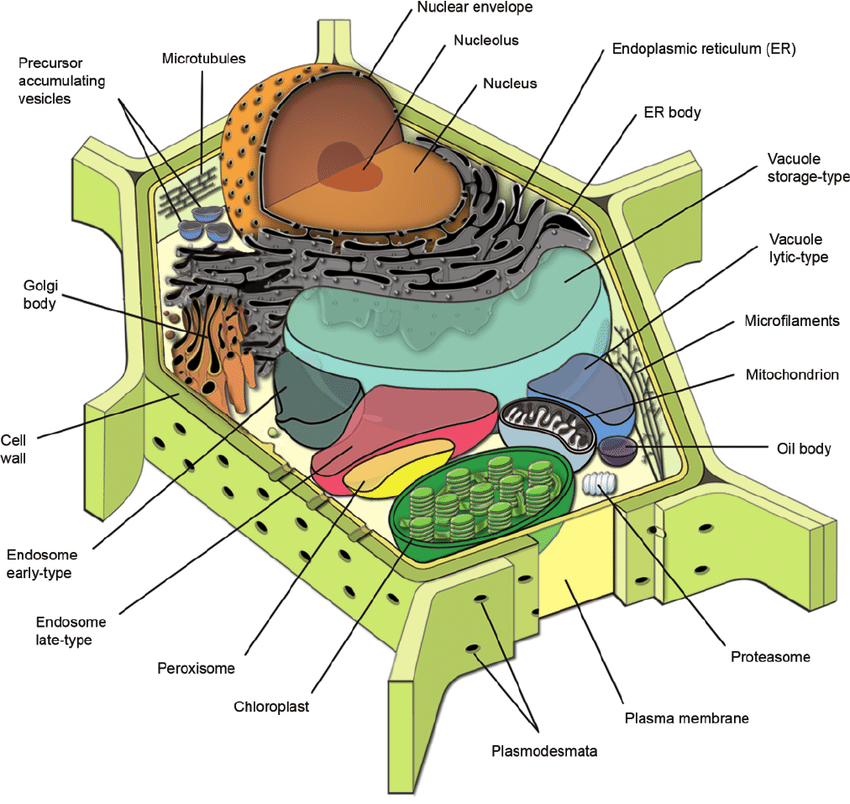 Nuclear envelope
Nucleolus
Nucleus
Endoplasmic reticulum (ER)
ER body
Vacuole
storage-type
Vacuole
lytic-type
Microfilaments
Mitochondrion
Oil body
Proteasome
Plasma membrane
Plasmodesmata
Chloroplast
Peroxisome
Endosome
late-type
Endosome
early-type
Cell
wall
Golgi
body
Precursor
accumulating
vesicles
Microtubules